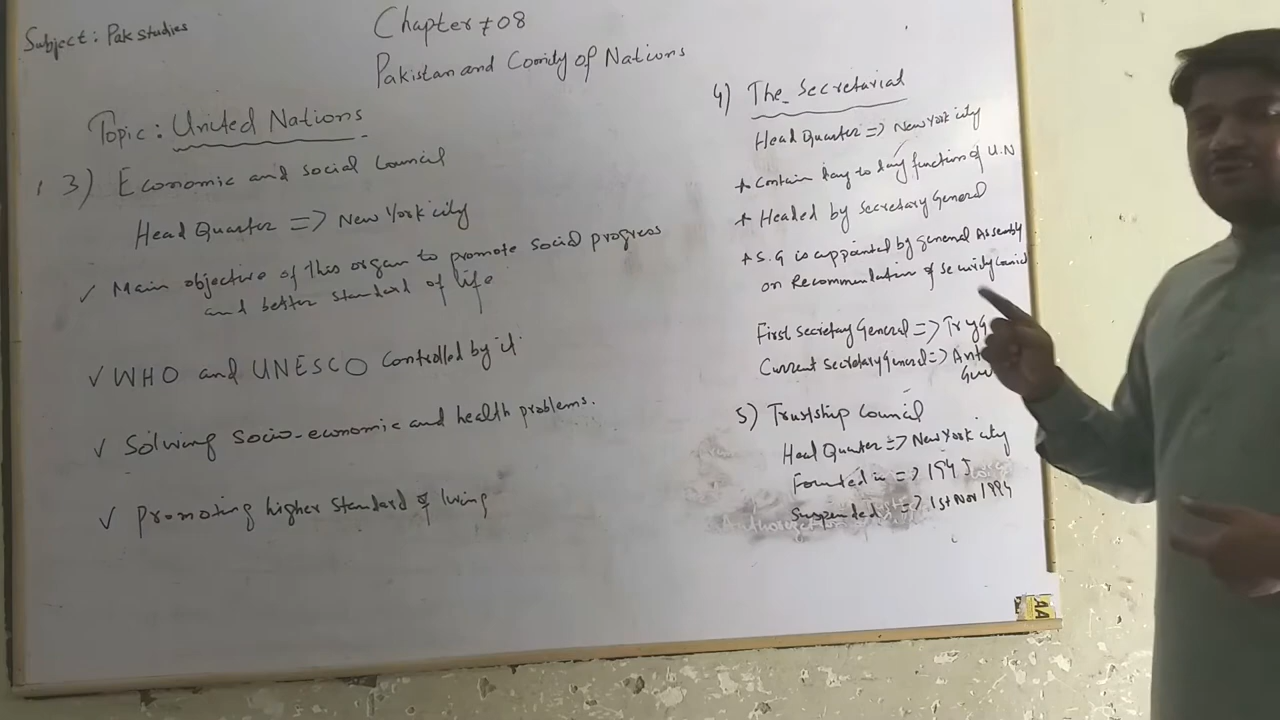 Subject: Pak studies
Chapter # 08
Pakistan and Comity of Nations
Topic: United Nations
3) Economic and social Council
Head Quarter => New York city
✓ Main objective of this organ to promote social progress
and better standard of life
✓ WHO and UNESCO controlled by it
✓ Solving Socio-economic and health problems.
✓ Promoting higher standard of living
4) The Secretariat
Head Quarter => New York city
* Contain day to day function of U.N
* Headed by Secretary General
* S.G is appointed by general Assembly
on Recommendation of Security Council
First Secretary General => Tryg
Current Secretary General => Ant
Gu
5) Trustship Council
Head Quarter => New York city
Founded in => 1945
Suspended => 1st Nov 1994
AA